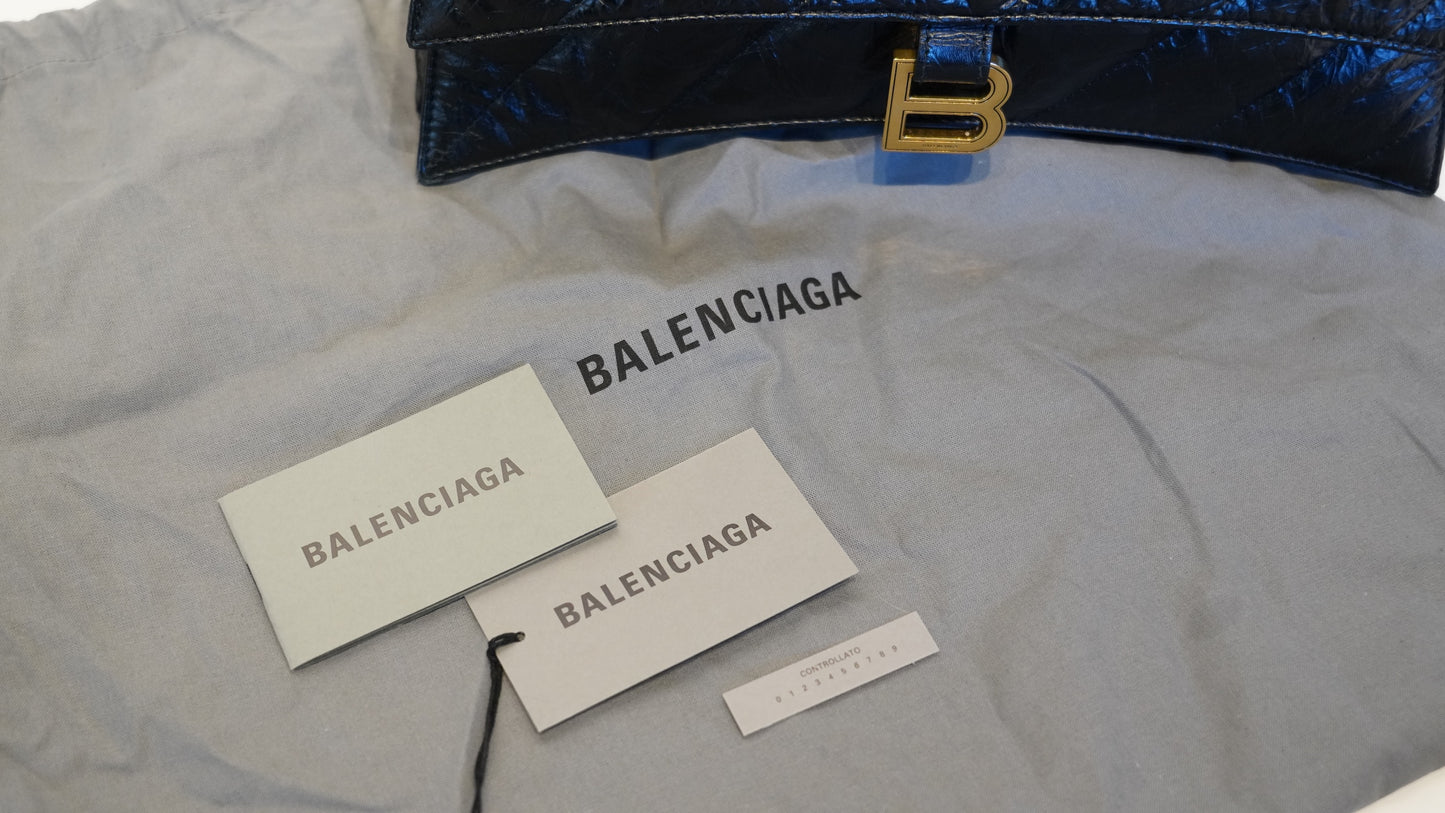 B
BALENCIAGA
BALENCIAGA
BALENCIAGA
CONTROLLATO
0 1 2 3 4 5 6 7 8 9